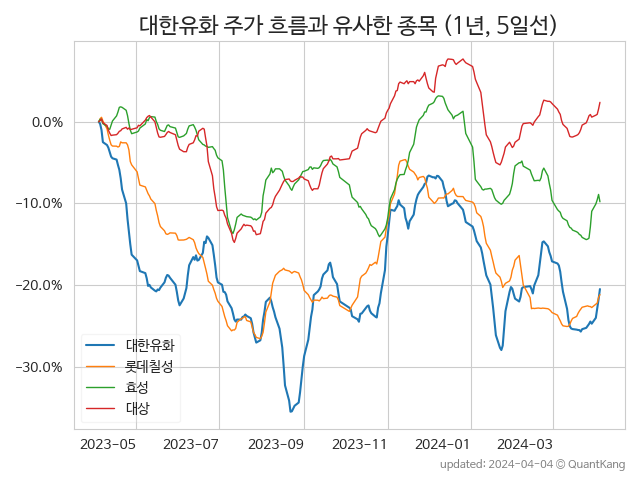 대한유화 주가 흐름과 유사한 종목 (1년, 5일선)
0.0%
−10.0%
−20.0%
−30.0%
대한유화
롯데칠성
효성
대상
2023-05 2023-07 2023-09 2023-11 2024-01 2024-03
updated: 2024-04-04 © QuantKang